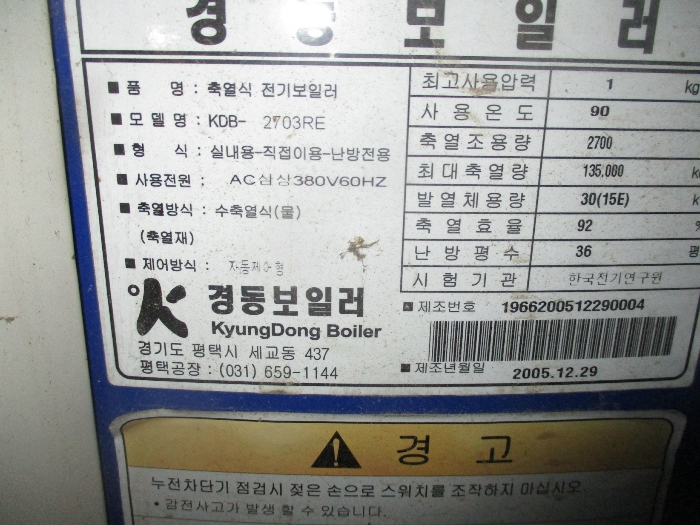 경동보일러
■ 품 명 : 축열식 전기보일러
■ 모델명 : KDB- 2703RE
■ 형 식 : 실내용-직접이용-난방전용
■ 사용전원 : AC삼상380V60HZ
■ 축열방식 : 수축열식(물)
(축열재)
■ 제어방식 : 자동제어형
경동보일러
KyungDong Boiler
경기도 평택시 세교동 437
평택공장 : (031) 659-1144
최고사용압력 1 kg
사용온도 90
축열조용량 2700
최대축열량 135,000 k
발열체용량 30(15E) k
축열효율 92 %
난방평수 36 평
시험기관 한국전기연구원
제조번호 1966200512290004
■ 제조년월일 2005.12.29
경고
누전차단기 점검시 젖은 손으로 스위치를 조작하지 마십시오
• 감전사고가 발생 할 수 있습니다.